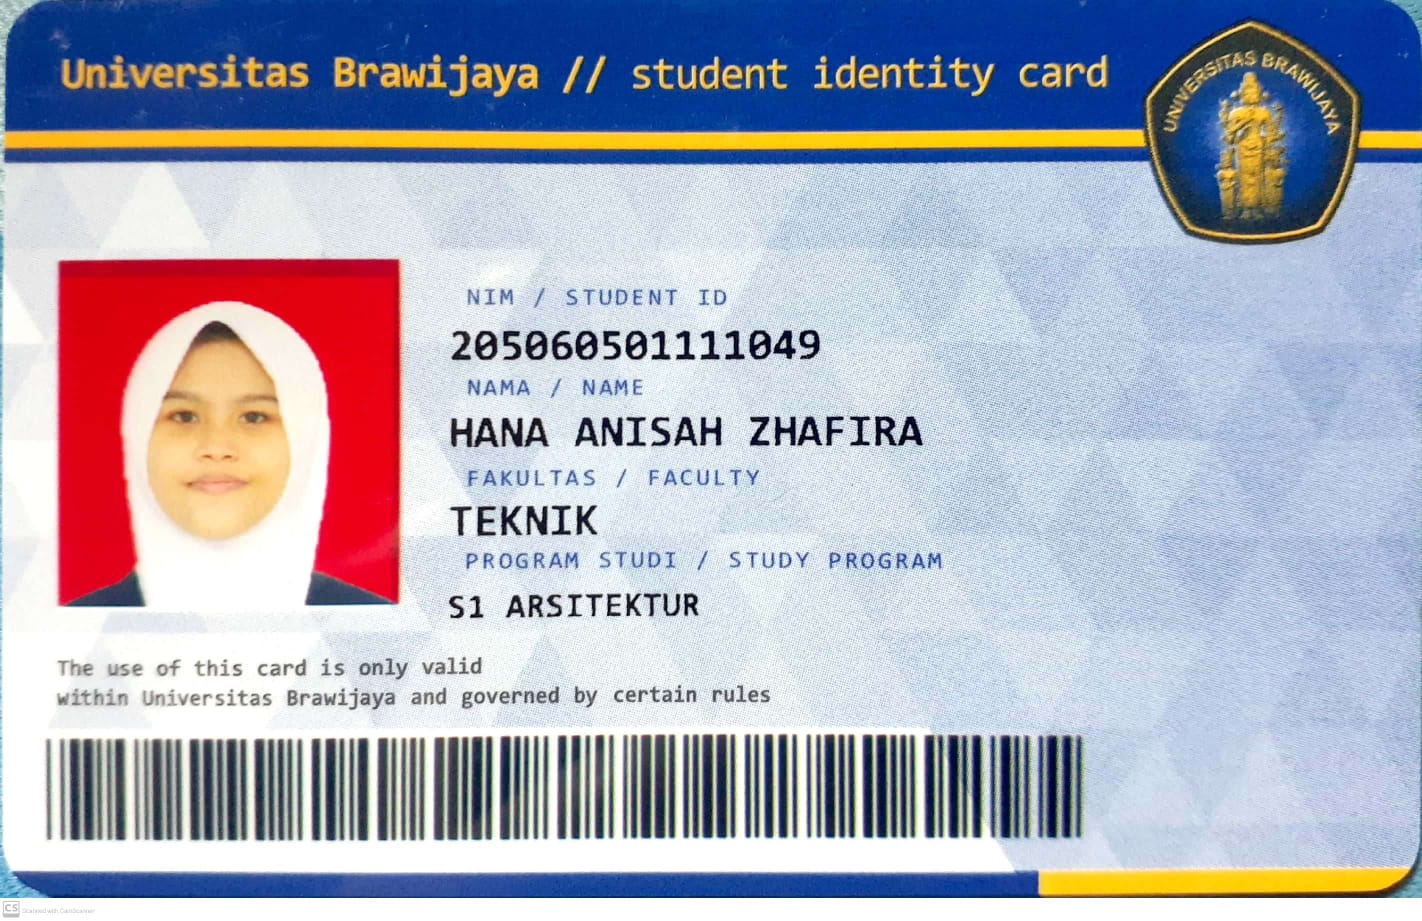 Universitas Brawijaya // student identity card
UNIVERSITAS BRAWIJAYA
NIM / STUDENT ID
205060501111049
NAMA / NAME
HANA ANISAH ZHAFIRA
FAKULTAS / FACULTY
TEKNIK
PROGRAM STUDI / STUDY PROGRAM
S1 ARSITEKTUR
The use of this card is only valid
within Universitas Brawijaya and governed by certain rules
CS Scanned with CamScanner